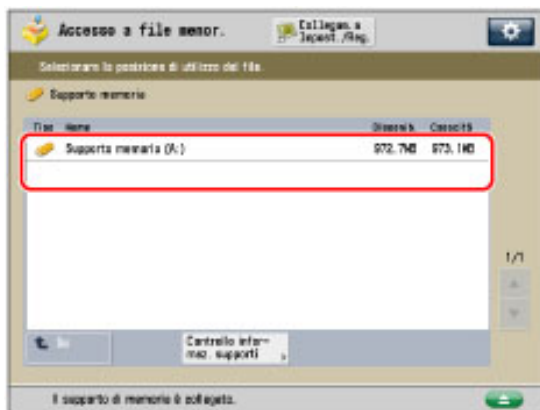 Accesso a file memor.
Collegam. a
Impost./Reg.
Selezionare la posizione di utilizzo del file.
Supporto memoria
Tipo Nome Disponib. Capacità
Supporto memoria (A:) 972.7MB 973.1MB
1/1
Controllo infor-
maz. supporti
Il supporto di memoria è collegato.